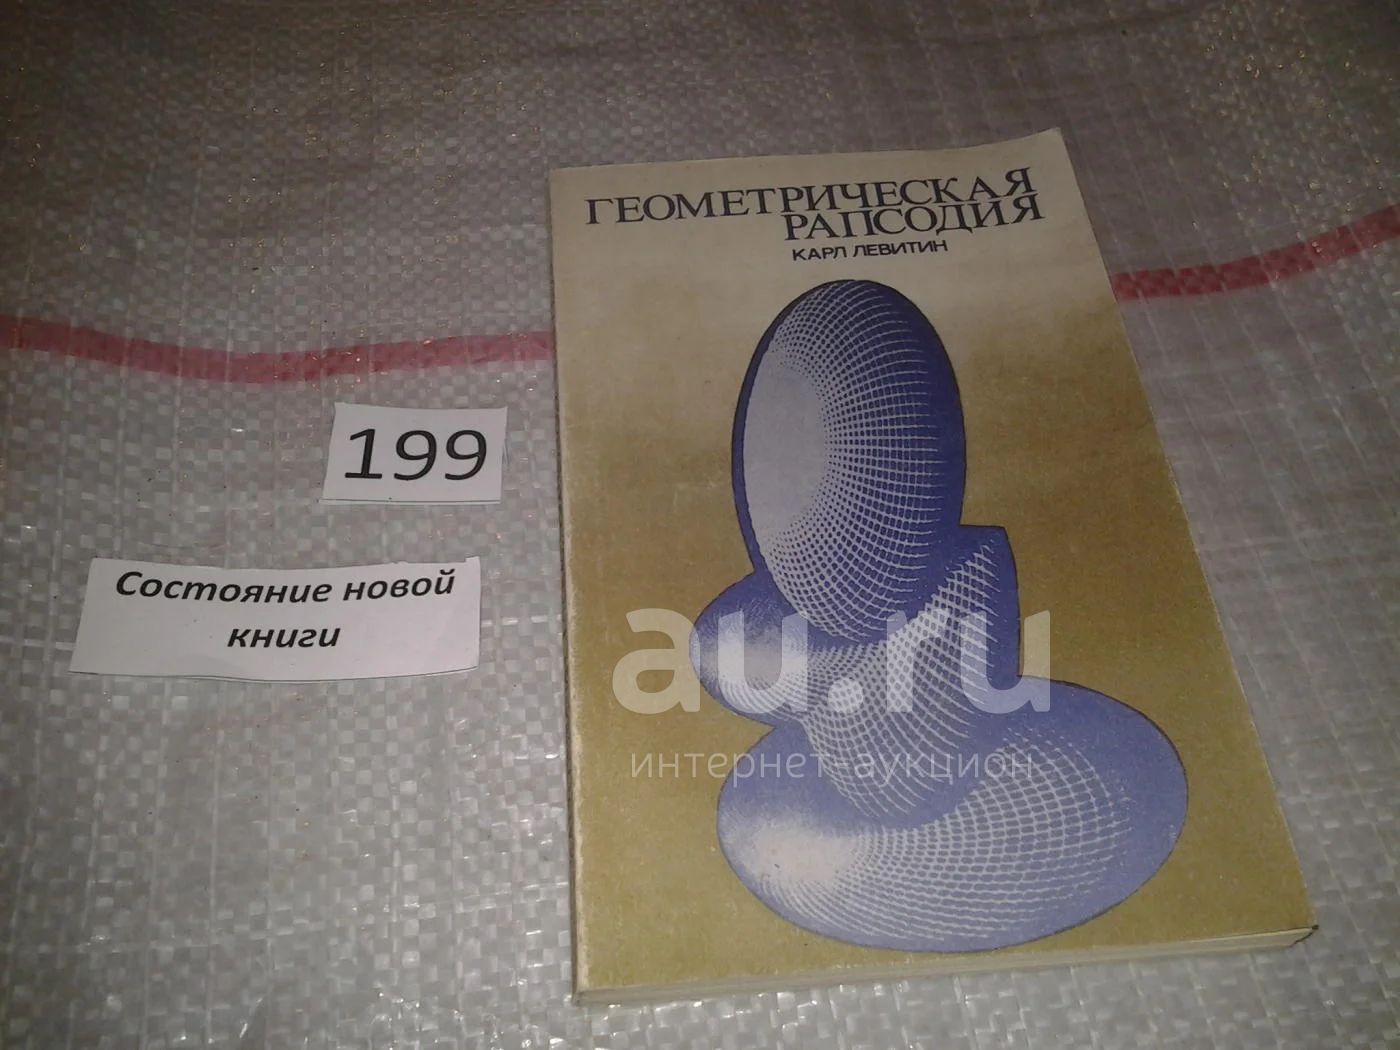 ГЕОМЕТРИЧЕСКАЯ
РАПСОДИЯ
КАРЛ ЛЕВИТИН
199
Состояние новой
книги
au.ru
интернет-аукцион